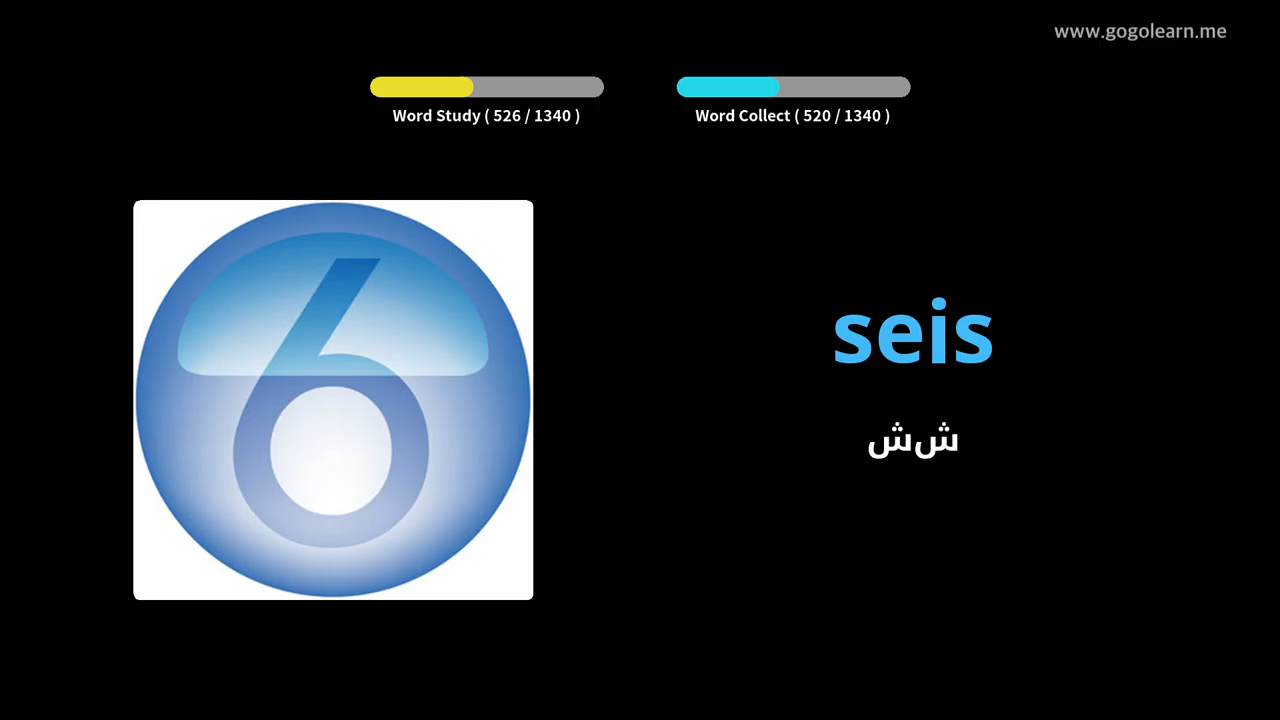 www.gogolearn.me
Word Study ( 526 / 1340 )
Word Collect ( 520 / 1340 )
6
seis
شش